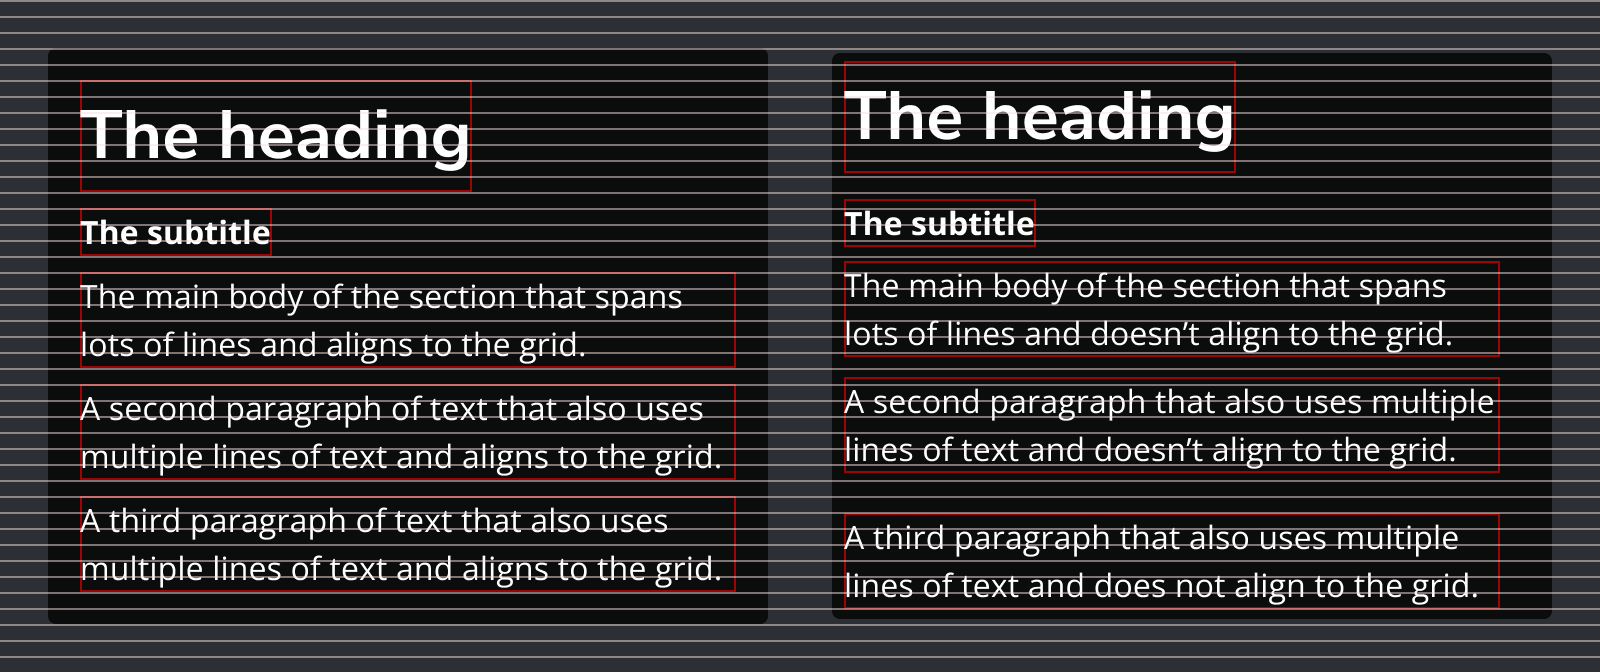 The heading
The subtitle
The main body of the section that spans
lots of lines and aligns to the grid.
A second paragraph of text that also uses
multiple lines of text and aligns to the grid.
A third paragraph of text that also uses
multiple lines of text and aligns to the grid.
The heading
The subtitle
The main body of the section that spans
lots of lines and doesn’t align to the grid.
A second paragraph that also uses multiple
lines of text and doesn’t align to the grid.
A third paragraph that also uses multiple
lines of text and does not align to the grid.